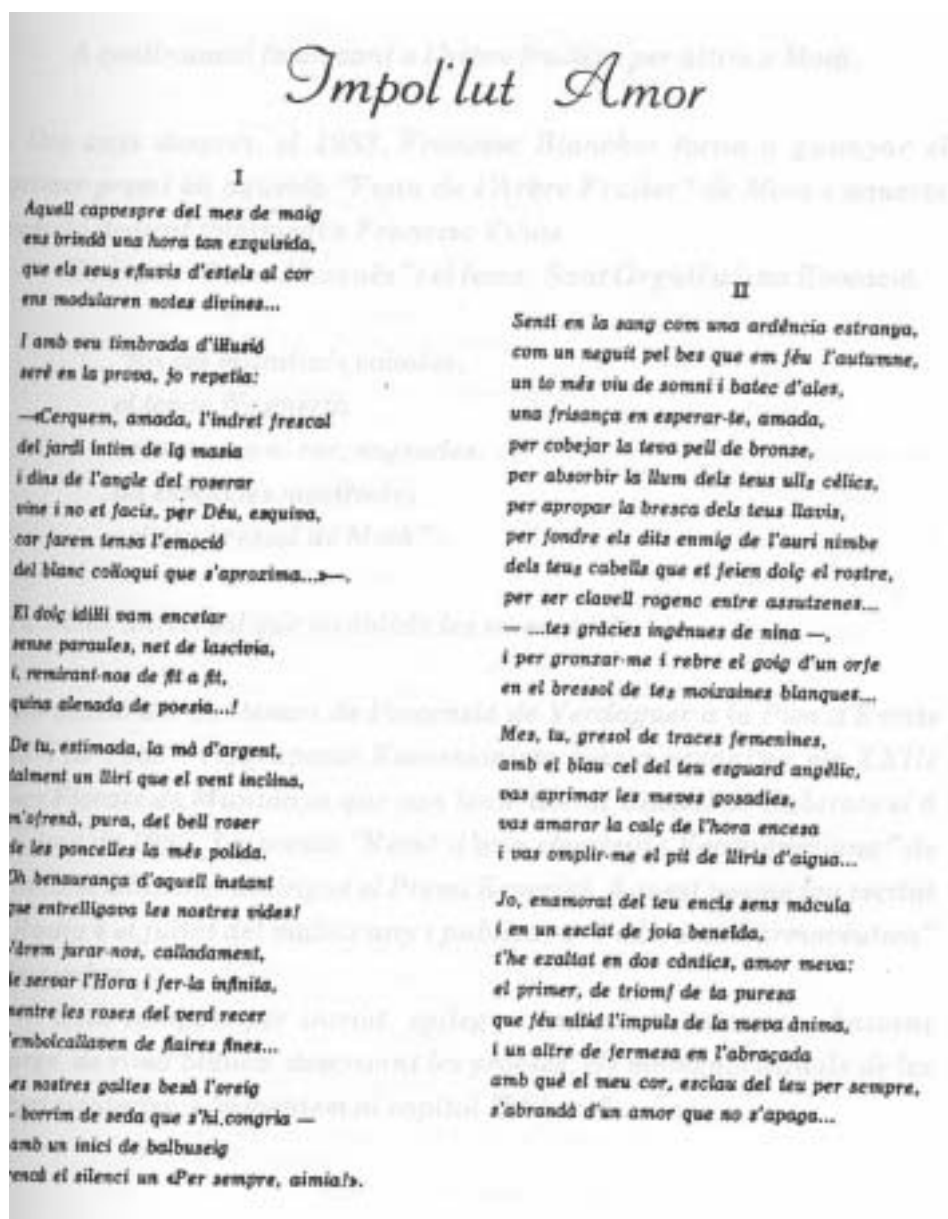 Impol·lut Amor
I
Aquell capvespre del mes de maig
ens brindà una hora tan exquisida,
que els seus efluvis d'estels al cor
ens modularen notes divines...
I amb veu timbrada d'il·lusió
seré en la prova, jo repetia:
—«Cerquem, amada, l'indret frescal
del jardí íntim de la masia
i dins de l'angle del roserar
vine i no et facis, per Déu, esquiva,
car farem tensa l'emoció
del blanc col·loqui que s'aproxima...»—.
El dolç idil·li vam encetar
sense paraules, net de lascívia,
i, remirant-nos de fit a fit,
quina alenada de poesia...!
De tu, estimada, la mà d'argent,
talment un lliri que el vent inclina,
m'ofrenà, pura, del bell roser
de les poncelles la més polida.
Oh benaurança d'aquell instant
que entrelligava les nostres vides!
jurar-nos, calladament,
de servar l'Hora i fer-la infinita,
mentre les roses del verd recer
embolcallaven de flaires fines...
les nostres galtes besà l'oreig
borrim de seda que s'hi congria —
amb un inici de balbuseig
el silenci un «Per sempre, aimia!».
II
Sentí en la sang com una ardència estranya,
com un neguit pel bes que em féu l'autumne,
un to més viu de somni i batec d'ales,
una frisança en esperar-te, amada,
per cobejar la teva pell de bronze,
per absorbir la llum dels teus ulls cèlics,
per apropar la bresca dels teus llavis,
per fondre els dits enmig de l'auri nimbe
dels teus cabells que et feien dolç el rostre,
per ser clavell rogenc entre assutzenes...
— ...tes gràcies ingènues de nina —,
i per gronxar-me i rebre el goig d'un orfe
en el bressol de tes moixaines blanques...
Mes, tu, gresol de traces femenines,
amb el blau cel del teu esguard angèlic,
vas aprimar les meves gosadies,
vas amarar la calç de l'hora encesa
i vas omplir-me el pit de lliris d'aigua...
Jo, enamorat del teu encís sens màcula
i en un esclat de joia beneïda,
t'he exaltat en dos càntics, amor meva:
el primer, de triomf de ta puresa
que féu nítid l'impuls de la meva ànima,
i un altre de fermesa en l'abraçada
amb què el meu cor, esclau del teu per sempre,
s'abrandà d'un amor que no s'apaga...